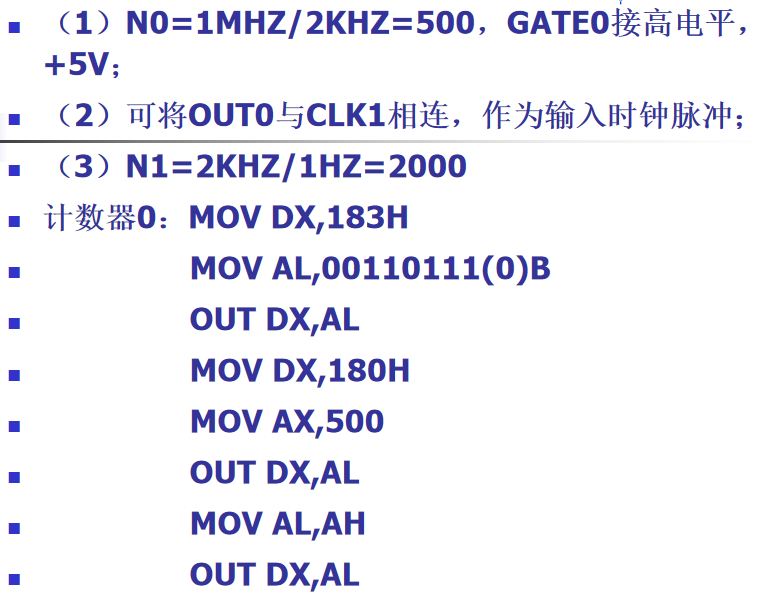 （1）N0=1MHZ/2KHZ=500，GATE0接高电平，
+5V；
（2）可将OUT0与CLK1相连，作为输入时钟脉冲；
（3）N1=2KHZ/1HZ=2000
计数器0：MOV DX,183H
MOV AL,00110111(0)B
OUT DX,AL
MOV DX,180H
MOV AX,500
OUT DX,AL
MOV AL,AH
OUT DX,AL